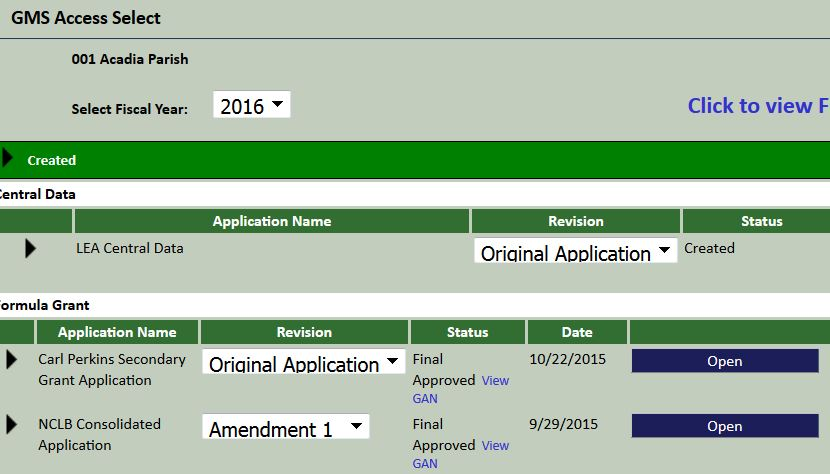 GMS Access Select
001 Acadia Parish
Select Fiscal Year: 2016
Click to view F
Created
Central Data
Application Name Revision Status
LEA Central Data Original Application Created
Formula Grant
Application Name Revision Status Date
Carl Perkins Secondary Original Application Final 10/22/2015 Open
Grant Application Approved View
GAN
NCLB Consolidated Amendment 1 Final 9/29/2015 Open
Application Approved View
GAN